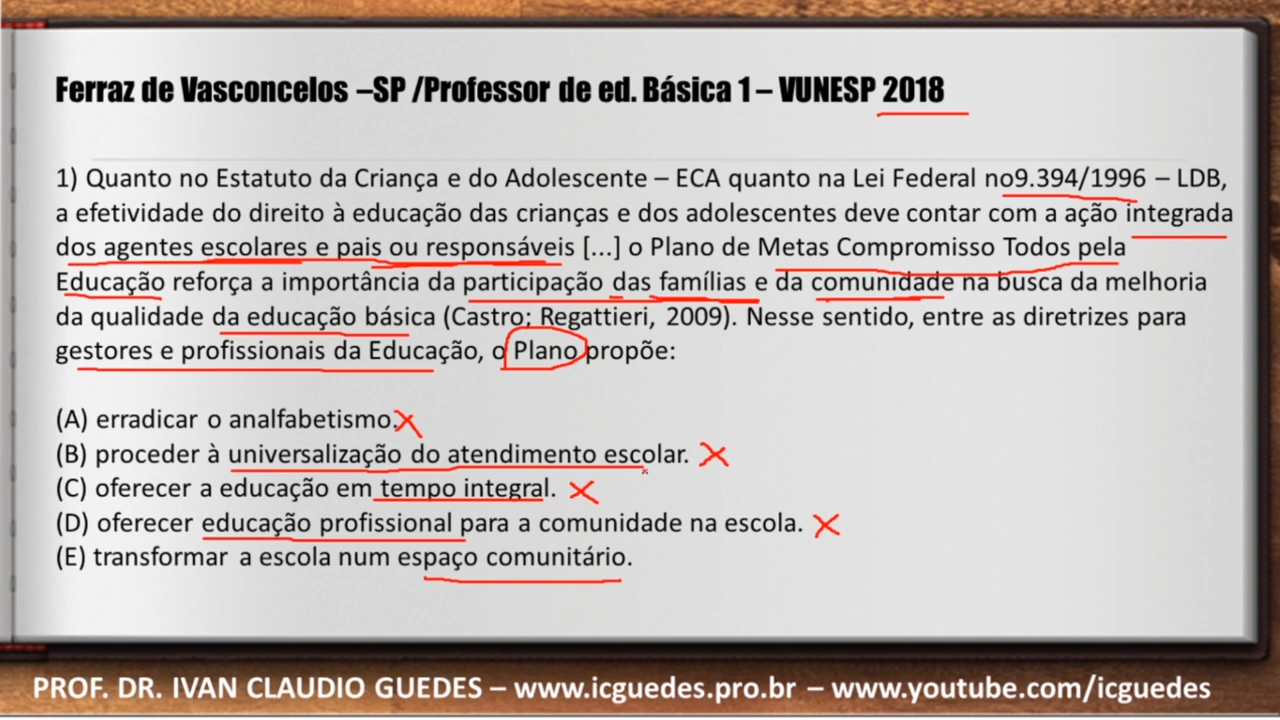 Ferraz de Vasconcelos –SP /Professor de ed. Básica 1 – VUNESP 2018
1) Quanto no Estatuto da Criança e do Adolescente – ECA quanto na Lei Federal no9.394/1996 – LDB,
a efetividade do direito à educação das crianças e dos adolescentes deve contar com a ação integrada
dos agentes escolares e pais ou responsáveis [...] o Plano de Metas Compromisso Todos pela
Educação reforça a importância da participação das famílias e da comunidade na busca da melhoria
da qualidade da educação básica (Castro; Regattieri, 2009). Nesse sentido, entre as diretrizes para
gestores e profissionais da Educação, o Plano propõe:
(A) erradicar o analfabetismo.
(B) proceder à universalização do atendimento escolar.
(C) oferecer a educação em tempo integral.
(D) oferecer educação profissional para a comunidade na escola.
(E) transformar a escola num espaço comunitário.
PROF. DR. IVAN CLAUDIO GUEDES – www.icguedes.pro.br – www.youtube.com/icguedes